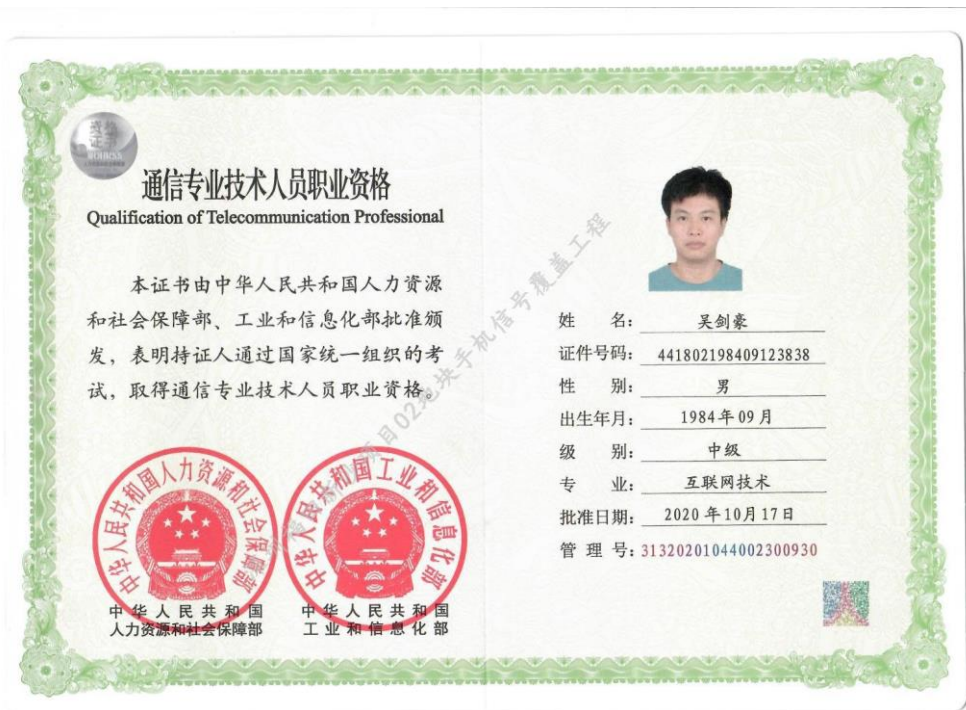 通信专业技术人员职业资格
Qualification of Telecommunication Professional
本证书由中华人民共和国人力资源
和社会保障部、工业和信息化部批准颁
发，表明持证人通过国家统一组织的考
试，取得通信专业技术人员职业资格。
中华人民共和国人力资源和社会保障部
中华人民共和国工业和信息化部
中华人民共和国
人力资源和社会保障部
中华人民共和国
工业和信息化部
姓 名: 吴剑豪
证件号码: 441802198409123838
性 别: 男
出生年月: 1984年09月
级 别: 中级
专 业: 互联网技术
批准日期: 2020年10月17日
管 理 号: 31320201044002300930
项目02地块手机信号覆盖工程